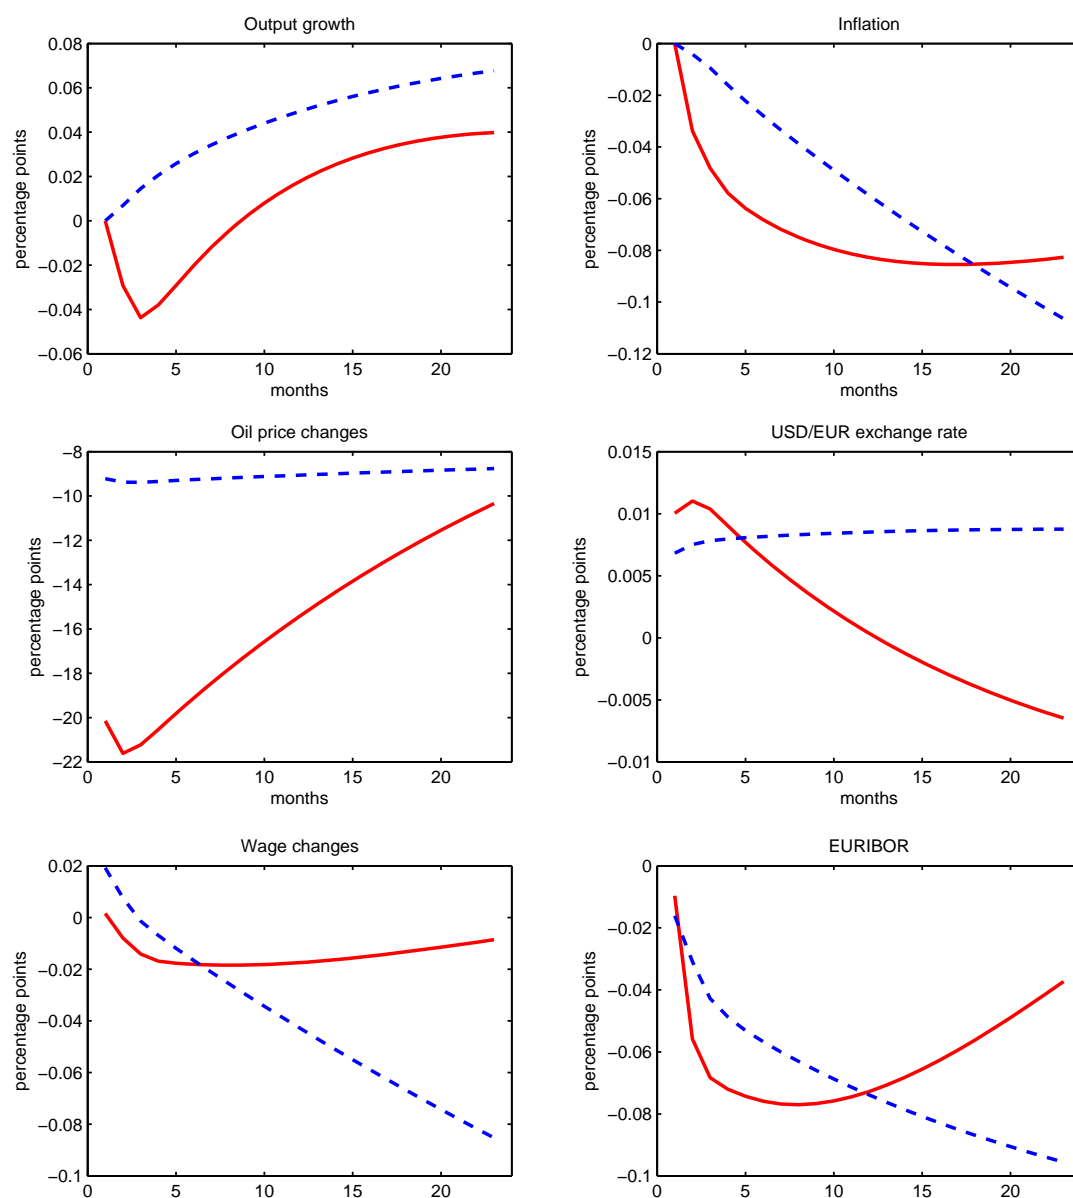 Output growth
percentage points
0.08
0.06
0.04
0.02
0
−0.02
−0.04
−0.06
0 5 10 15 20
months
Inflation
percentage points
0
−0.02
−0.04
−0.06
−0.08
−0.1
−0.12
0 5 10 15 20
months
Oil price changes
percentage points
−8
−10
−12
−14
−16
−18
−20
−22
0 5 10 15 20
months
USD/EUR exchange rate
percentage points
0.015
0.01
0.005
0
−0.005
−0.01
0 5 10 15 20
months
Wage changes
percentage points
0.02
0
−0.02
−0.04
−0.06
−0.08
−0.1
0 5 10 15 20
EURIBOR
percentage points
0
−0.02
−0.04
−0.06
−0.08
−0.1
0 5 10 15 20